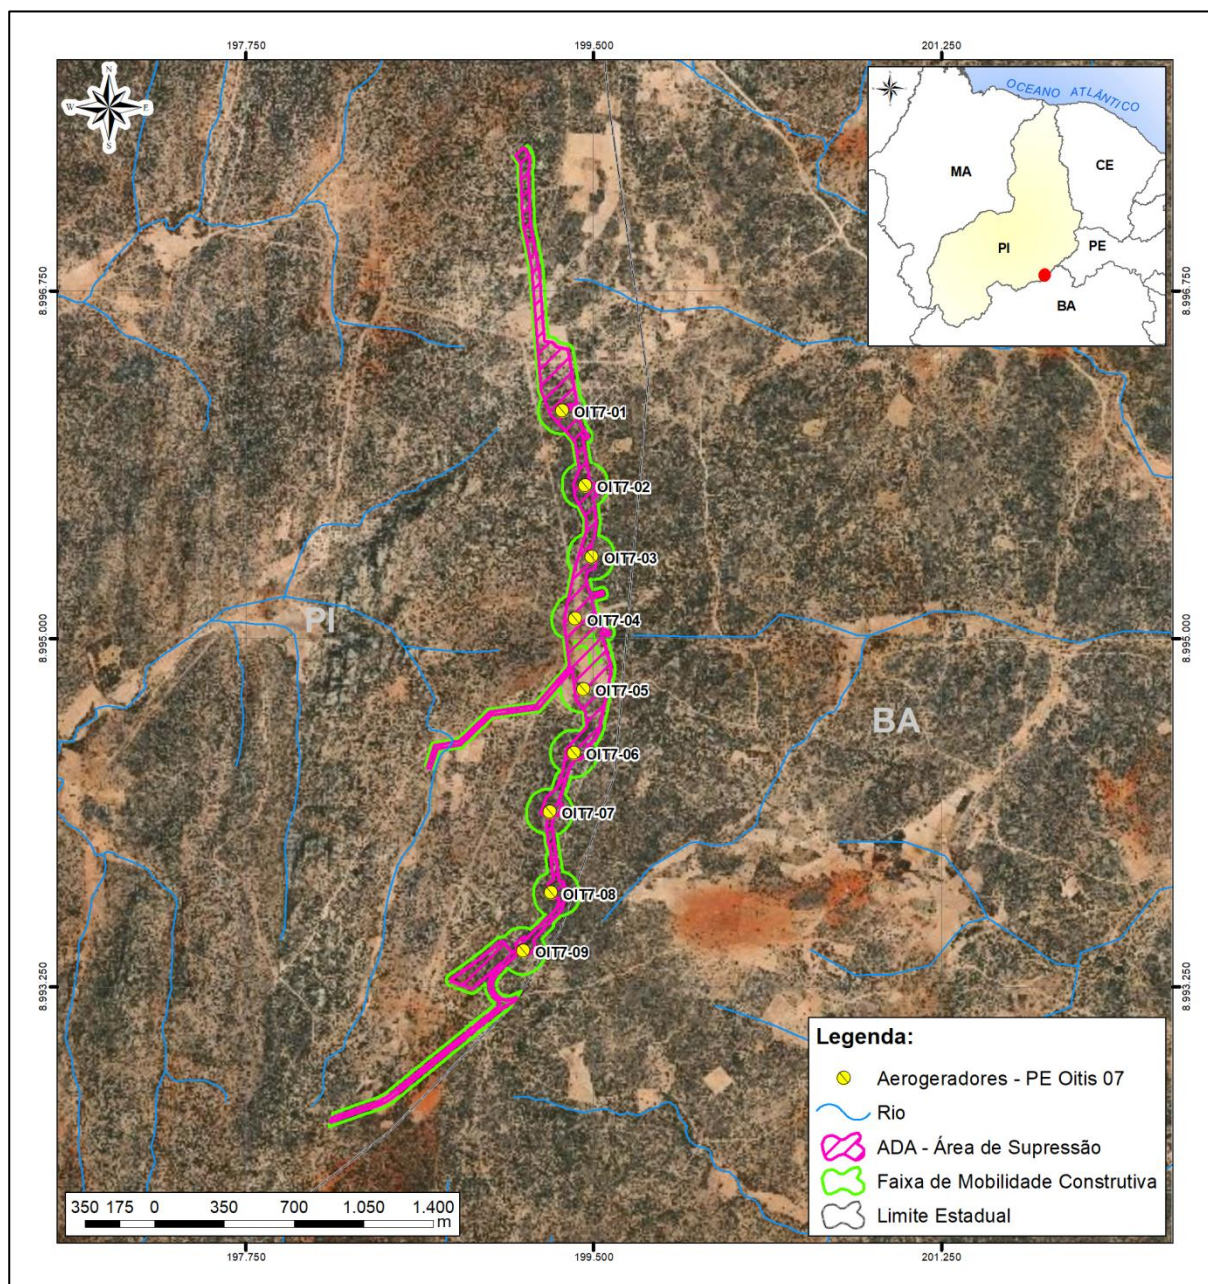 197.750 199.500 201.250
N
W E
S
OCEANO ATLÂNTICO
MA
CE
PI
PE
BA
8.996.750 8.996.750
OIT7-01
OIT7-02
OIT7-03
OIT7-04
PI
8.995.000 8.995.000
OIT7-05
BA
OIT7-06
OIT7-07
OIT7-08
OIT7-09
8.993.250 8.993.250
Legenda:
Aerogeradores - PE Oitis 07
Rio
ADA - Área de Supressão
Faixa de Mobilidade Construtiva
Limite Estadual
350 175 0 350 700 1.050 1.400
m
197.750 199.500 201.250